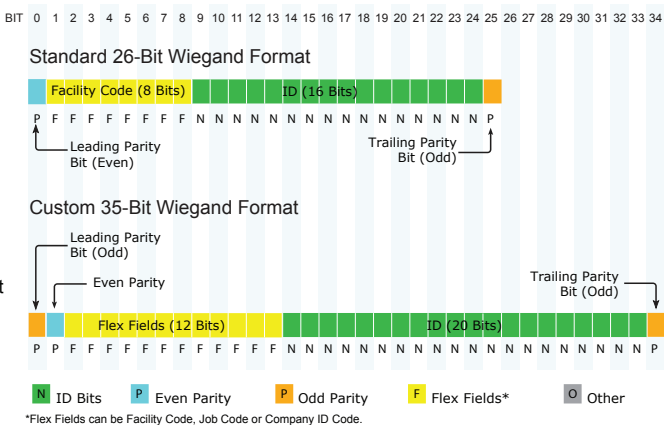 BIT 0 1 2 3 4 5 6 7 8 9 10 11 12 13 14 15 16 17 18 19 20 21 22 23 24 25 26 27 28 29 30 31 32 33 34
Standard 26-Bit Wiegand Format
Facility Code (8 Bits) ID (16 Bits)
P F F F F F F F F N N N N N N N N N N N N N N N N P
Leading Parity
Bit (Even)
Trailing Parity
Bit (Odd)
Custom 35-Bit Wiegand Format
Leading Parity
Bit (Odd)
Even Parity
Trailing Parity
Bit (Odd)
Flex Fields (12 Bits) ID (20 Bits)
P P F F F F F F F F F F F F N N N N N N N N N N N N N N N N N N N N P
N ID Bits P Even Parity P Odd Parity F Flex Fields* O Other
*Flex Fields can be Facility Code, Job Code or Company ID Code.